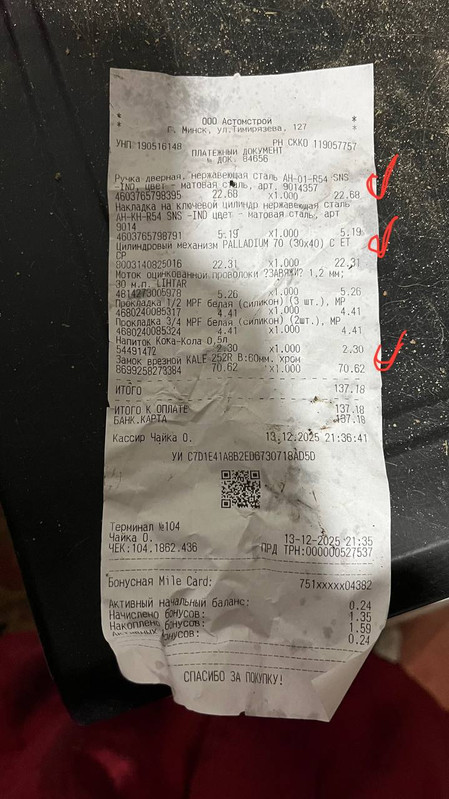 * ООО Астомстрой *
* Г. Минск, ул.Тимирязева, 127 *
УНП 190516148 РН СККО 119057757
ПЛАТЕЖНЫЙ ДОКУМЕНТ
№ ДОК. 84656
Ручка дверная, нержавеющая сталь AH-01-R54 SNS
-IND, цвет - матовая сталь, арт. 9014357
4603765798395 22.68 x1.000 22.68
Накладка на ключевой цилиндр нержавеющая сталь
AH-KH-R54 SNS -IND цвет - матовая сталь, арт
9014
4603765798791 5.19 x1.000 5.19
Цилиндровый механизм PALLADIUM 70 (30x40) C ET
CP
8003140825016 22.31 x1.000 22.31
Моток оцинкованной проволоки ?ЗАВЯЖИ? 1,2 мм;
30 м.п. LIHTAR
4814273005978 5.26 x1.000 5.26
Прокладка 1/2 MPF белая (силикон) (3 шт.), МР
4680240085317 4.41 x1.000 4.41
Прокладка 3/4 MPF белая (силикон) (2шт.), МР
4680240085324 4.41 x1.000 4.41
Напиток Кока-Кола 0,5л
54491472 2.30 x1.000 2.30
Замок врезной KALE 252R B:60мм. хром
8699258273384 70.62 x1.000 70.62
ИТОГО 137.18
ИТОГО К ОПЛАТЕ 137.18
БАНК.КАРТА 137.18
Кассир Чайка О. 13.12.2025 21:36:41
УИ C7D1E41A8B2ED6730718AD5D
Терминал №104
Чайка О. 13-12-2025 21:35
ЧЕК:104.1862.436 ПРД ТРН:000000527537
Бонусная Mile Card: 751xxxxx04382
Активный начальный баланс: 0.24
Начислено бонусов: 1.35
Накоплено бонусов: 1.59
Активных бонусов: 0.24
СПАСИБО ЗА ПОКУПКУ!